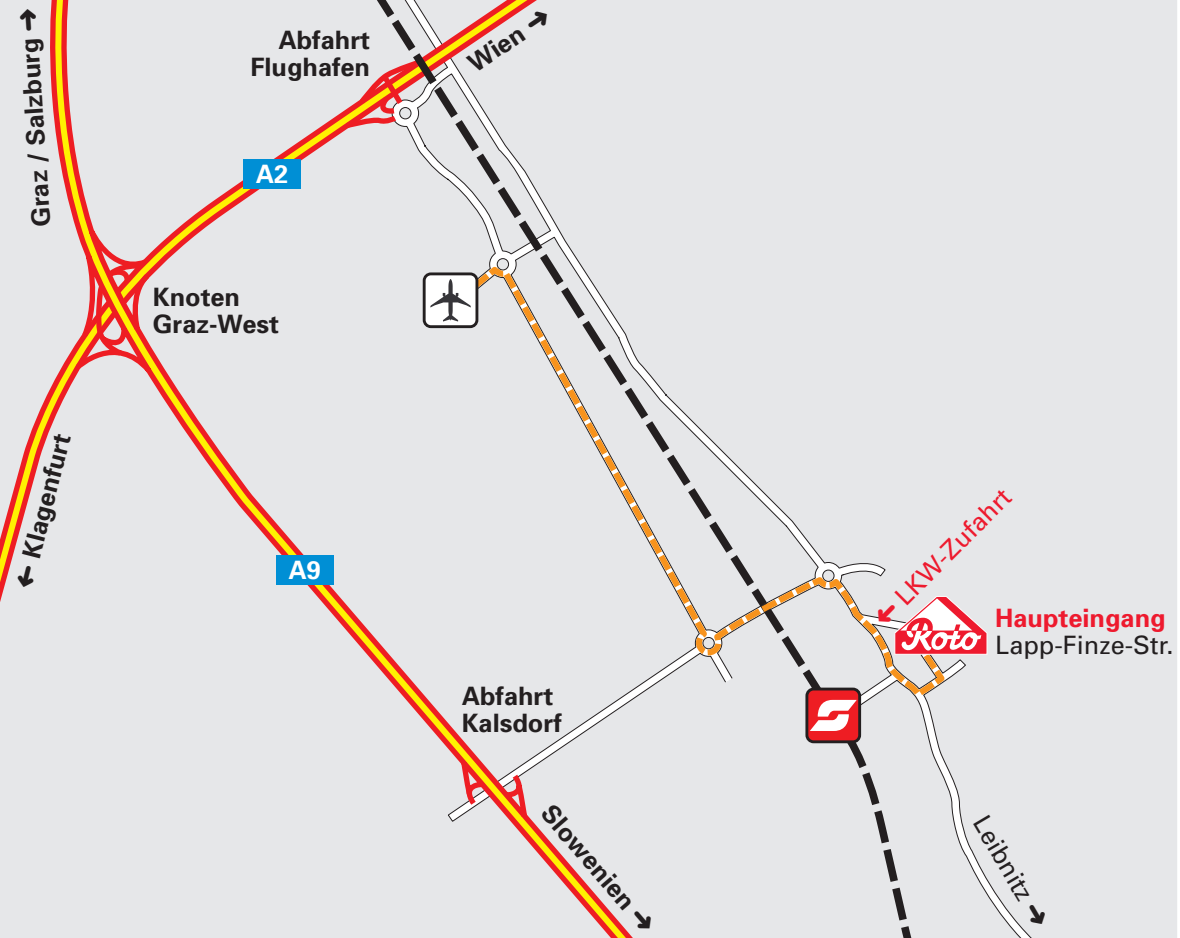 Graz / Salzburg
Abfahrt
Flughafen
Wien
A2
Knoten
Graz-West
Klagenfurt
A9
LKW-Zufahrt
Roto
Haupteingang
Lapp-Finze-Str.
Abfahrt
Kalsdorf
Slowenien
Leibnitz